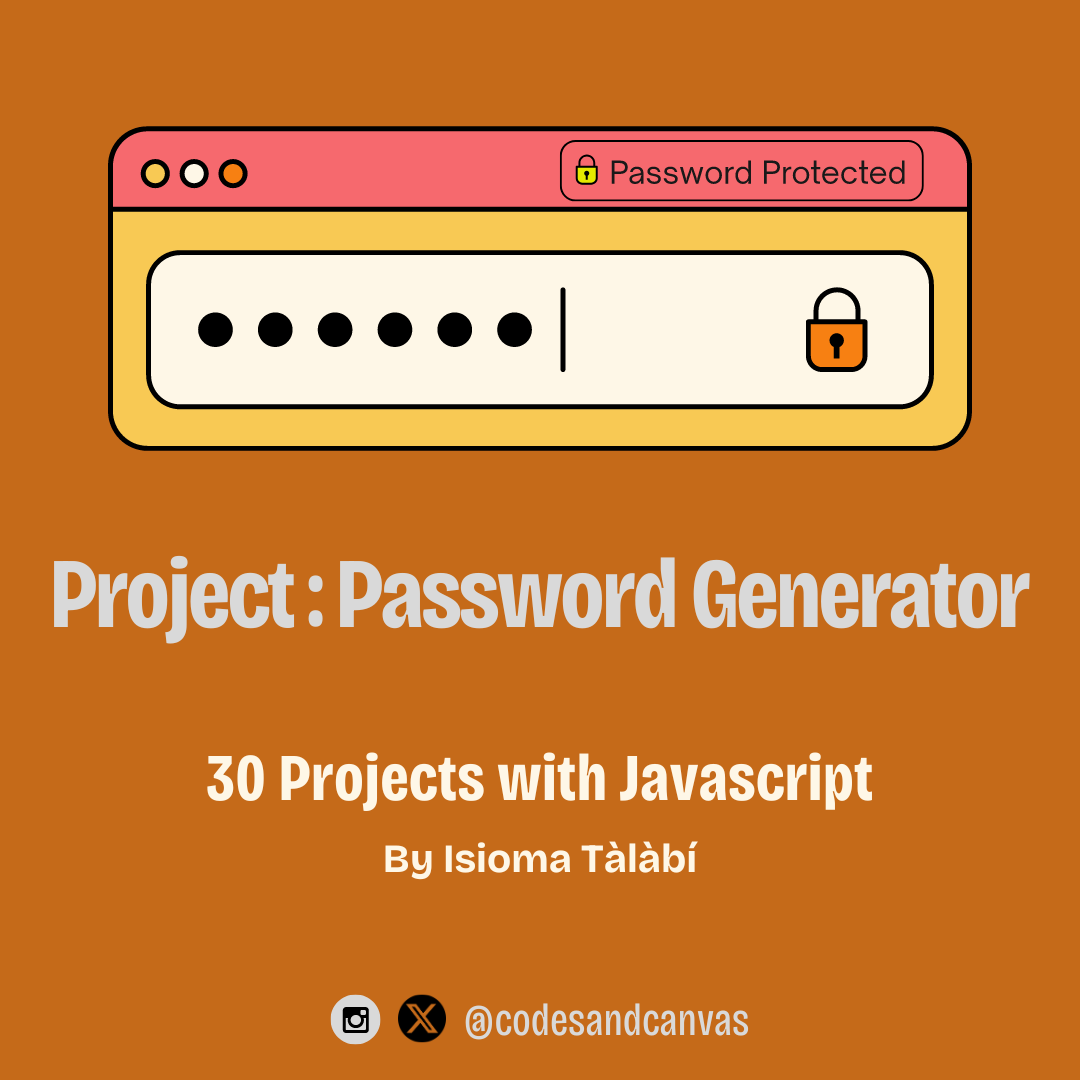 Password Protected
Project : Password Generator
30 Projects with Javascript
By Isioma Tàlàbí
@codesandcanvas